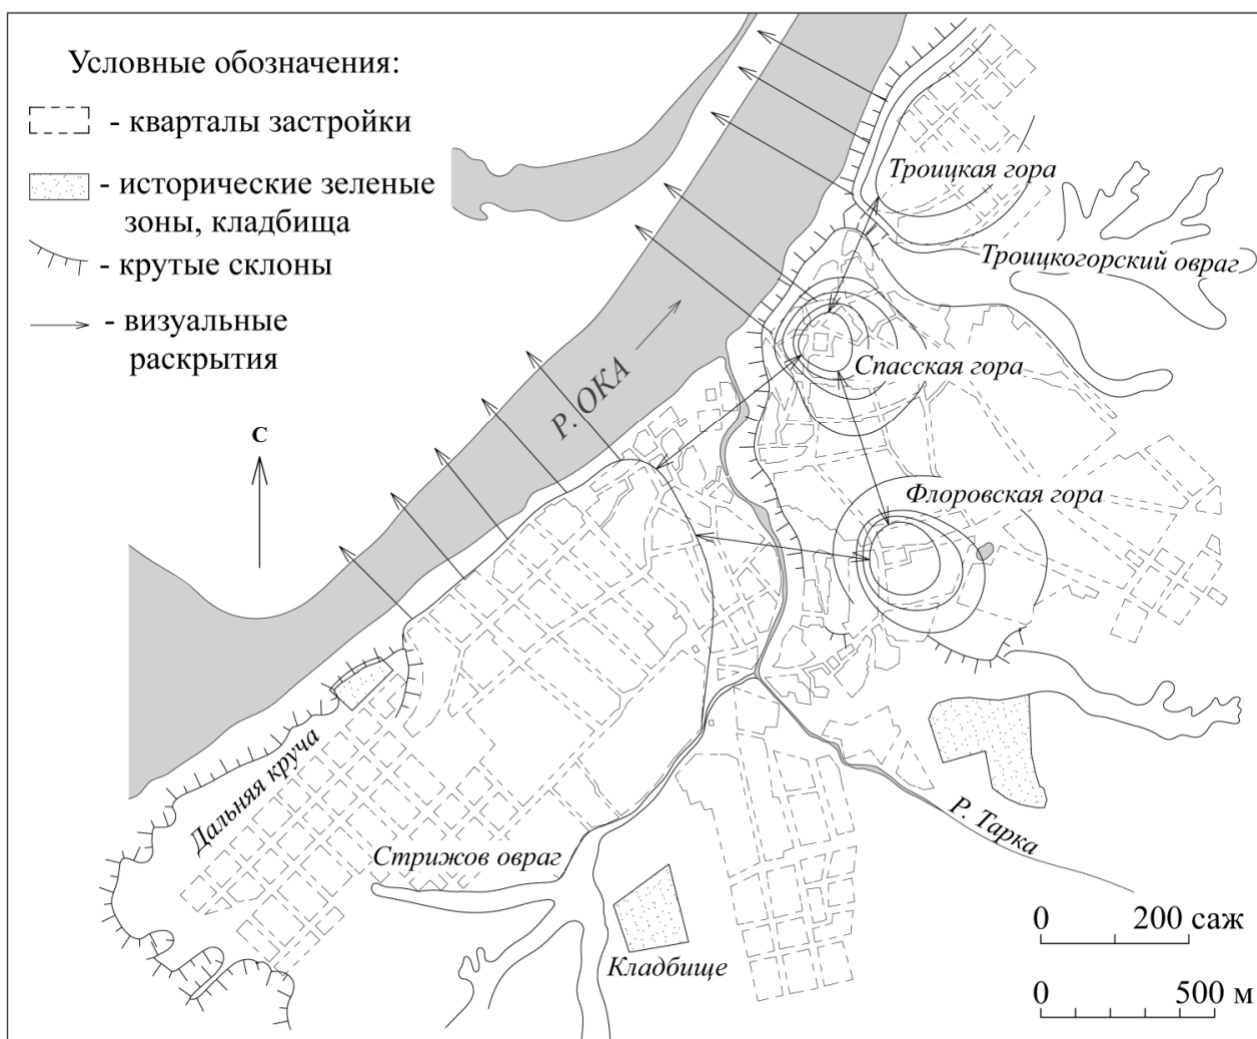 Условные обозначения:
- кварталы застройки
- исторические зеленые
зоны, кладбища
- крутые склоны
- визуальные
раскрытия
С
Р. ОКА
Троицкая гора
Троицкогорский овраг
Спасская гора
Флоровская гора
Дальняя круча
Стрижов овраг
Кладбище
Р. Тарка
0 200 саж
0 500 м